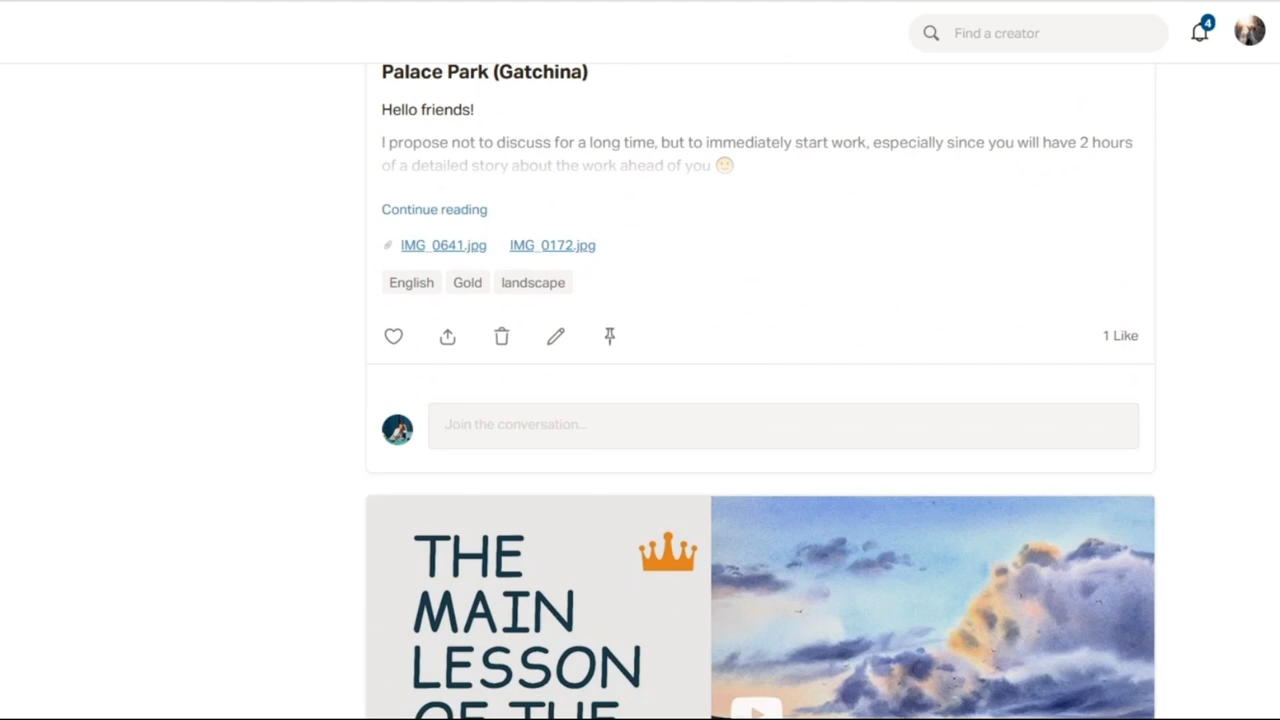 Find a creator
4
Palace Park (Gatchina)
Hello friends!
I propose not to discuss for a long time, but to immediately start work, especially since you will have 2 hours
of a detailed story about the work ahead of you 🙂
Continue reading
IMG_0641.jpg IMG_0172.jpg
English Gold landscape
1 Like
Join the conversation...
THE
MAIN
LESSON
OF THE